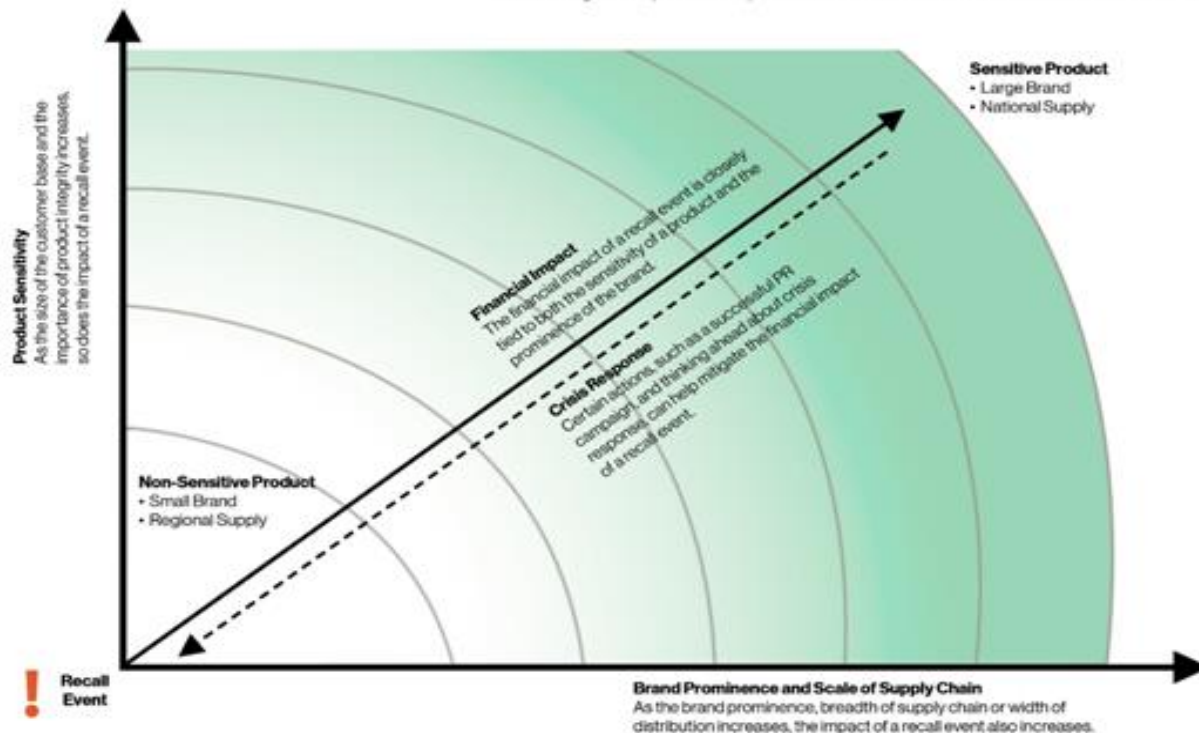 Product Sensitivity
As the size of the customer base and the
importance of product integrity increases,
so does the impact of a recall event.
Sensitive Product
• Large Brand
• National Supply
Financial Impact
The financial impact of a recall event is closely
tied to both the sensitivity of a product and the
prominence of the brand.
Crisis Response
Certain actions, such as a successful PR
campaign, and thinking ahead about crisis
response, can help mitigate the financial impact
of a recall event.
Non-Sensitive Product
• Small Brand
• Regional Supply
! Recall
Event
Brand Prominence and Scale of Supply Chain
As the brand prominence, breadth of supply chain or width of
distribution increases, the impact of a recall event also increases.